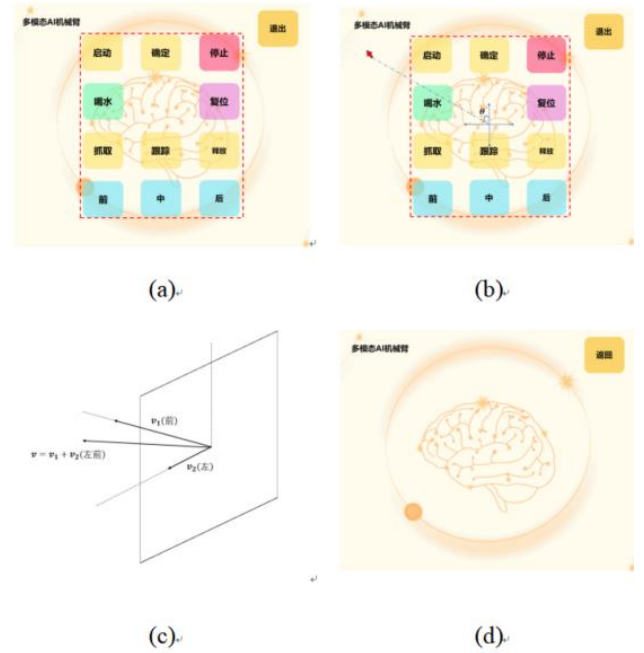 多模态AI机械臂 退出
启动 确定 停止
喝水 复位
抓取 跟踪 释放
前 中 后
(a)
多模态AI机械臂 退出
启动 确定 停止
喝水 θ 复位
抓取 跟踪 释放
前 中 后
(b)
v₁(前)
v = v₁ + v₂(左前)
v₂(左)
(c)
多模态AI机械臂 返回
(d)